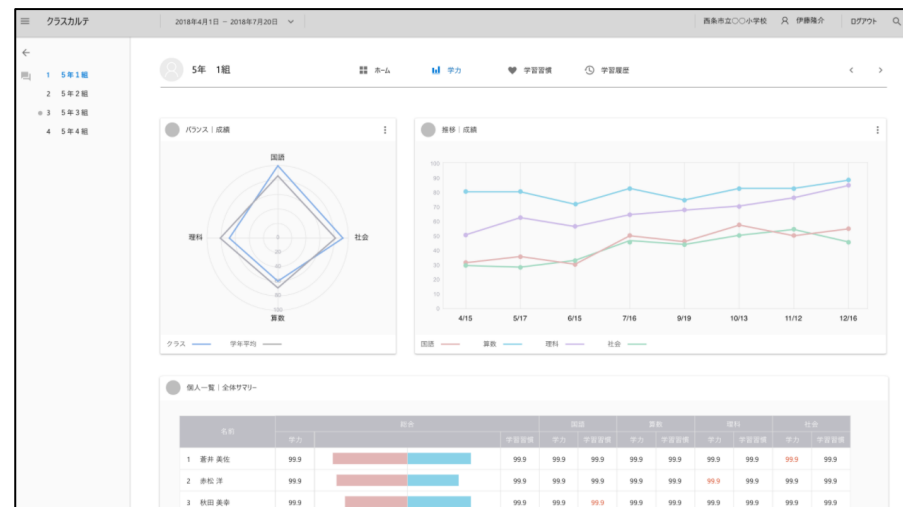 クラスカルテ
2018年4月1日 − 2018年7月20日
西条市立○○小学校 伊藤隆介 ログアウト
1 5年1組
2 5年2組
3 5年3組
4 5年4組
5年 1組
ホーム 学力 学習習慣 学習履歴
バランス｜成績
国語
理科
社会
算数
0
20
40
60
80
100
クラス 学年平均
推移｜成績
100
90
80
70
60
50
40
30
20
10
0
4/15 5/17 6/15 7/16 9/19 10/13 11/12 12/16
国語 算数 理科 社会
個人一覧｜全体サマリー
名前 総合 国語 算数 理科 社会
学力 学習習慣 学力 学習習慣 学力 学習習慣 学力 学習習慣 学力 学習習慣
1 蒼井 美佐 99.9 99.9 99.9 99.9 99.9 99.9 99.9 99.9 99.9 99.9
2 赤松 洋 99.9 99.9 99.9 99.9 99.9 99.9 99.9 99.9 99.9 99.9
3 秋田 美幸 99.9 99.9 99.9 99.9 99.9 99.9 99.9 99.9 99.9 99.9